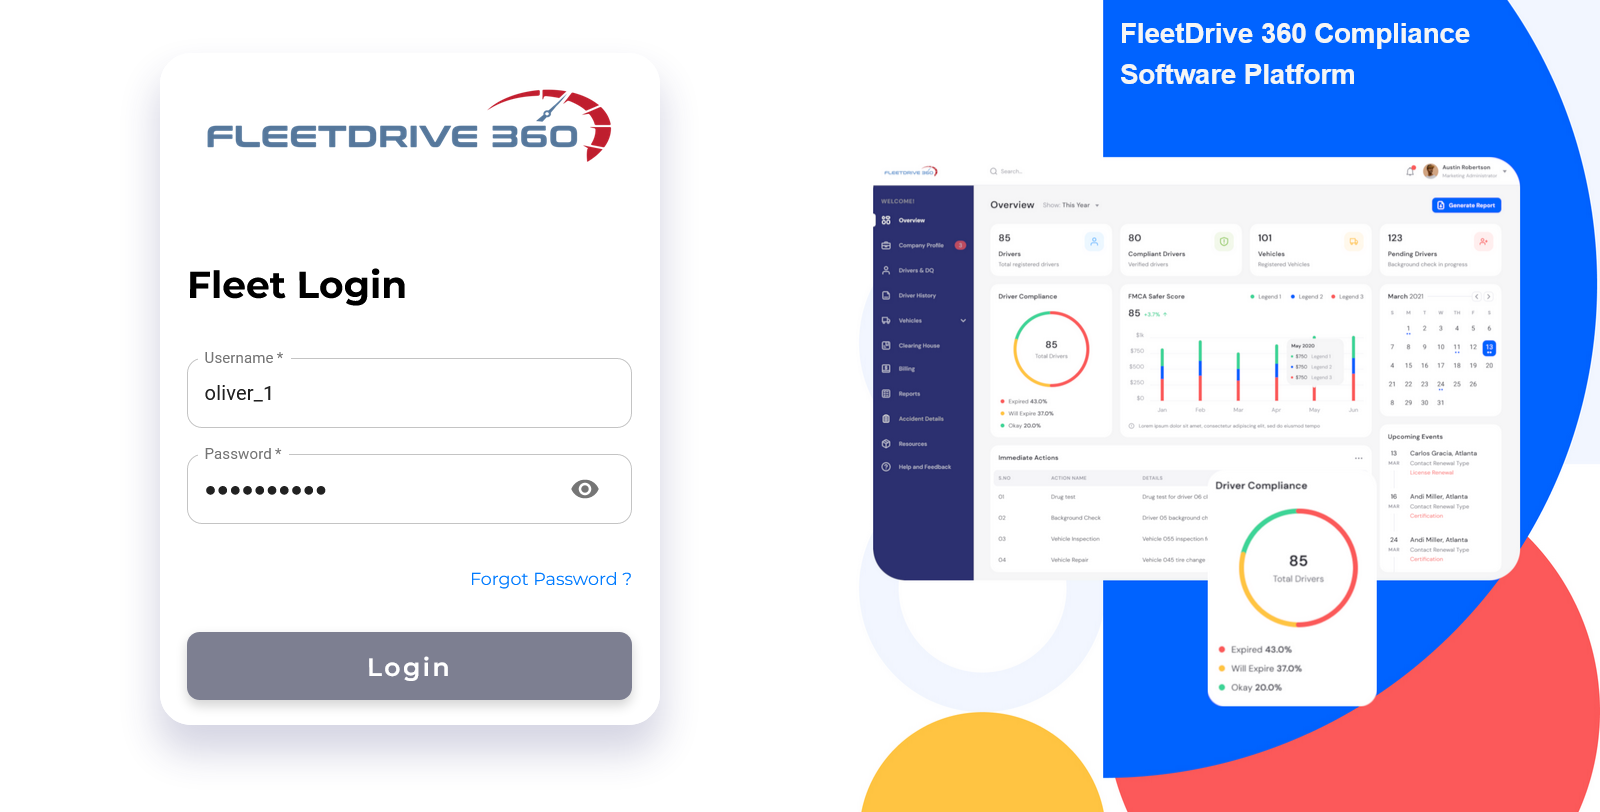 FLEETDRIVE 360
Fleet Login
Username *
oliver_1
Password *
Forgot Password ?
Login
FleetDrive 360 Compliance
Software Platform
FLEETDRIVE 360
Search..
Austin Robertson
Marketing Administrator
WELCOME!
Overview
Company Profile
3
Drivers & DQ
Driver History
Vehicles
Clearing House
Billing
Reports
Accident Details
Resources
Help and Feedback
Overview
Show: This Year
Generate Report
85
Drivers
Total registered drivers
80
Compliant Drivers
Verified drivers
101
Vehicles
Registered Vehicles
123
Pending Drivers
Background check in progress
Driver Compliance
85
Total Drivers
Expired 43.0%
Will Expire 37.0%
Okay 20.0%
FMCA Safer Score
Legend 1 Legend 2 Legend 3
85 +3.7%
$1k
$750
$500
$250
$0
May 2020
$750 Legend 1
$750 Legend 2
$750 Legend 3
Jan Feb Mar Apr May Jun
Lorem ipsum dolor sit amet, consectetur adipiscing elit, sed do eiusmod tempo
March 2021
S M T W TH F S
1 2 3 4 5 6
7 8 9 10 11 12 13
4 15 16 17 18 19 20
21 22 23 24 25 26
8 29 30 31
Immediate Actions
S.NO ACTION NAME DETAILS
01 Drug test Drug test for driver 06 cl
02 Background Check Driver 05 background ch
03 Vehicle Inspection Vehicle 055 inspection
04 Vehicle Repair Vehicle 045 tire change
Upcoming Events
13 Carlos Gracia, Atlanta
MAR Contact Renewal Type
License Renewal
16 Andi Miller, Atlanta
MAR Contact Renewal Type
Certification
24 Andi Miller, Atlanta
MAR Contact Renewal Type
Certification
Driver Compliance
85
Total Drivers
Expired 43.0%
Will Expire 37.0%
Okay 20.0%